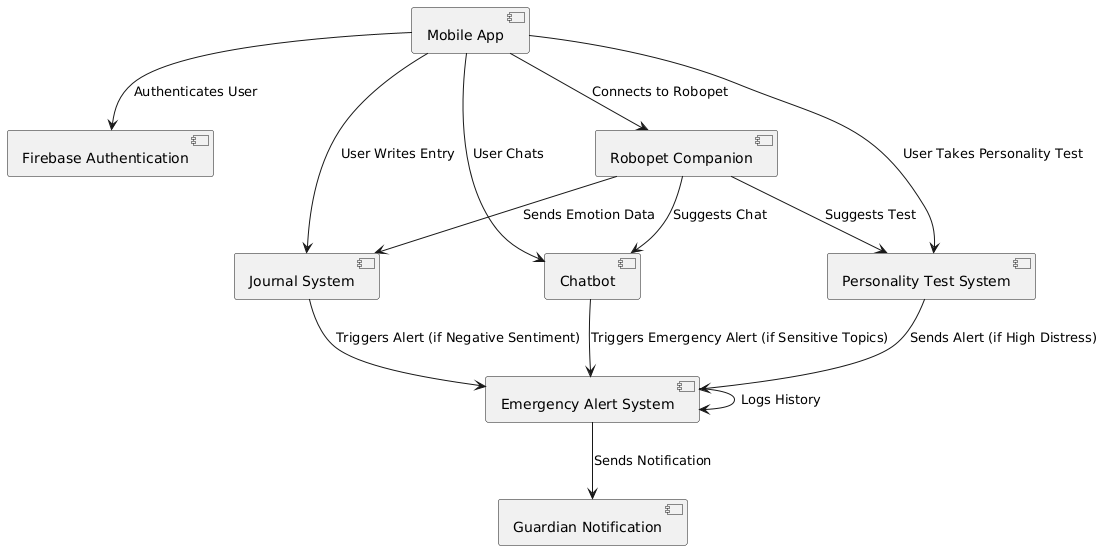 Mobile App
Authenticates User
Connects to Robopet
Firebase Authentication
User Writes Entry
User Chats
Robopet Companion
User Takes Personality Test
Sends Emotion Data
Suggests Chat
Suggests Test
Journal System
Chatbot
Personality Test System
Triggers Alert (if Negative Sentiment)
Triggers Emergency Alert (if Sensitive Topics)
Sends Alert (if High Distress)
Emergency Alert System
Logs History
Sends Notification
Guardian Notification